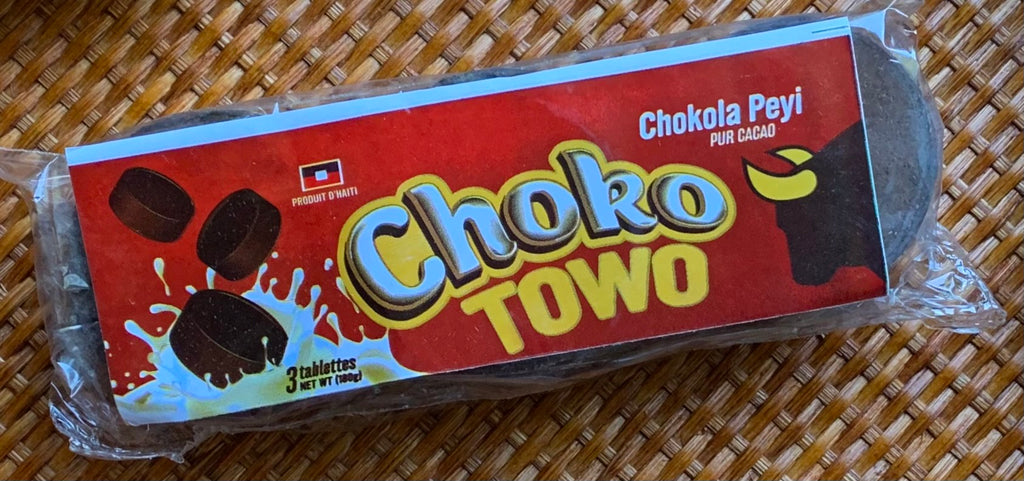 Chokola Peyi
PUR CACAO
PRODUIT D'HAITI
Choko
TOWO
3 tablettes
NET WT (180g)